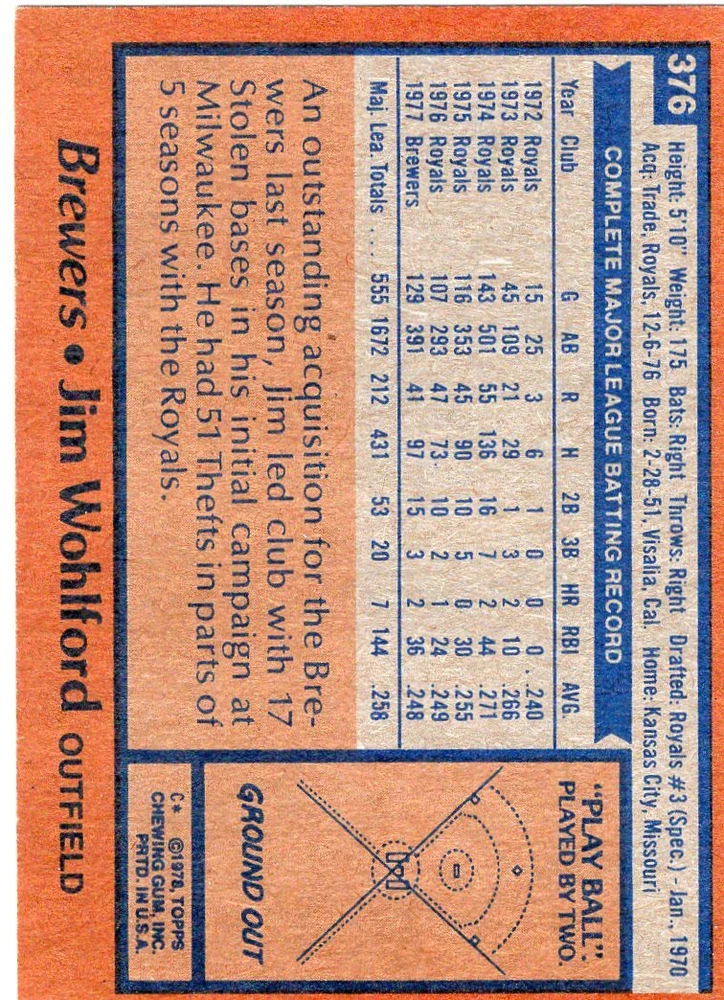 376
Height: 5'10" Weight: 175 Bats: Right Throws: Right Drafted: Royals #3 (Spec.) - Jan., 1970
Acq: Trade, Royals, 12-6-76 Born: 2-28-51, Visalia, Cal. Home: Kansas City, Missouri
COMPLETE MAJOR LEAGUE BATTING RECORD
Year Club G AB R H 2B 3B HR RBI AVG.
1972 Royals 15 25 3 6 1 0 0 0 .240
1973 Royals 45 109 21 29 1 3 2 10 .266
1974 Royals 143 501 55 136 16 7 2 44 .271
1975 Royals 116 353 45 90 10 5 0 30 .255
1976 Royals 107 293 47 73 10 2 1 24 .249
1977 Brewers 129 391 41 97 15 3 2 36 .248
Maj. Lea. Totals ... 555 1672 212 431 53 20 7 144 .258
An outstanding acquisition for the Bre-
wers last season, Jim led club with 17
Stolen bases in his initial campaign at
Milwaukee. He had 51 Thefts in parts of
5 seasons with the Royals.
"PLAY BALL":
PLAYED BY TWO.
GROUND OUT
C* ©1978, TOPPS
CHEWING GUM, INC.
PRTD. IN U.S.A.
Brewers • Jim Wohlford OUTFIELD